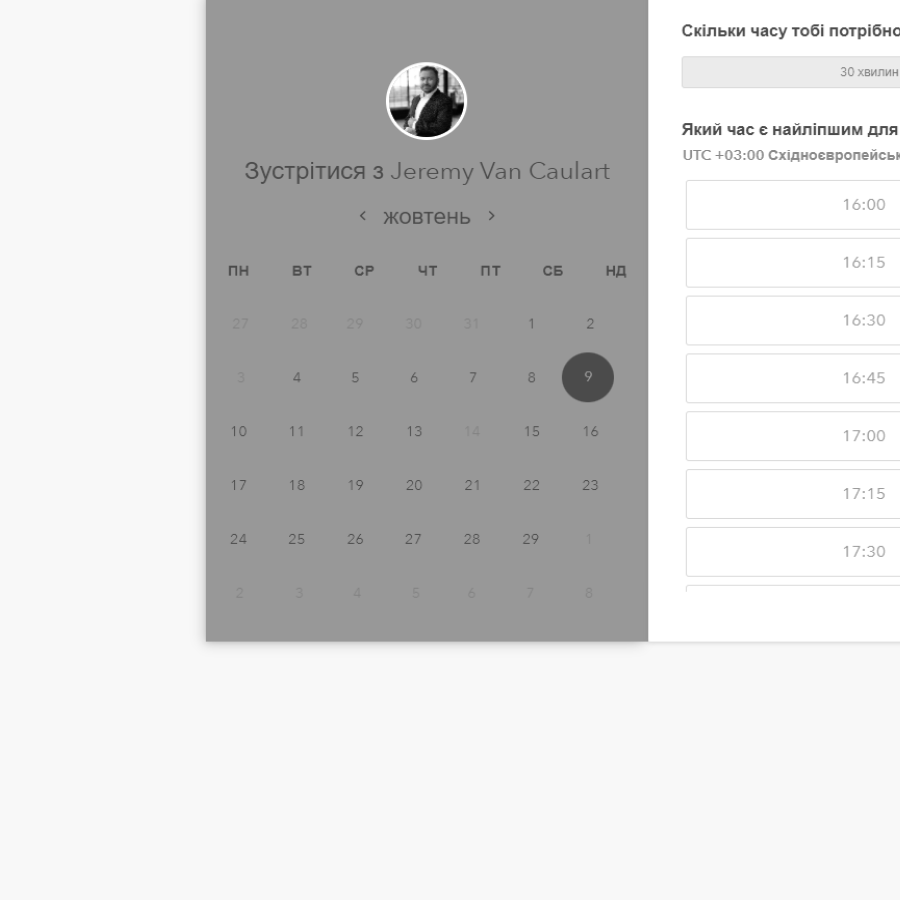 Зустрітися з Jeremy Van Caulart
жовтень
ПН ВТ СР ЧТ ПТ СБ НД
27 28 29 30 31 1 2
3 4 5 6 7 8 9
10 11 12 13 14 15 16
17 18 19 20 21 22 23
24 25 26 27 28 29 1
2 3 4 5 6 7 8
Скільки часу тобі потрібно
30 хвилин
Який час є найліпшим для
UTC +03:00 Східноєвропейськ
16:00
16:15
16:30
16:45
17:00
17:15
17:30